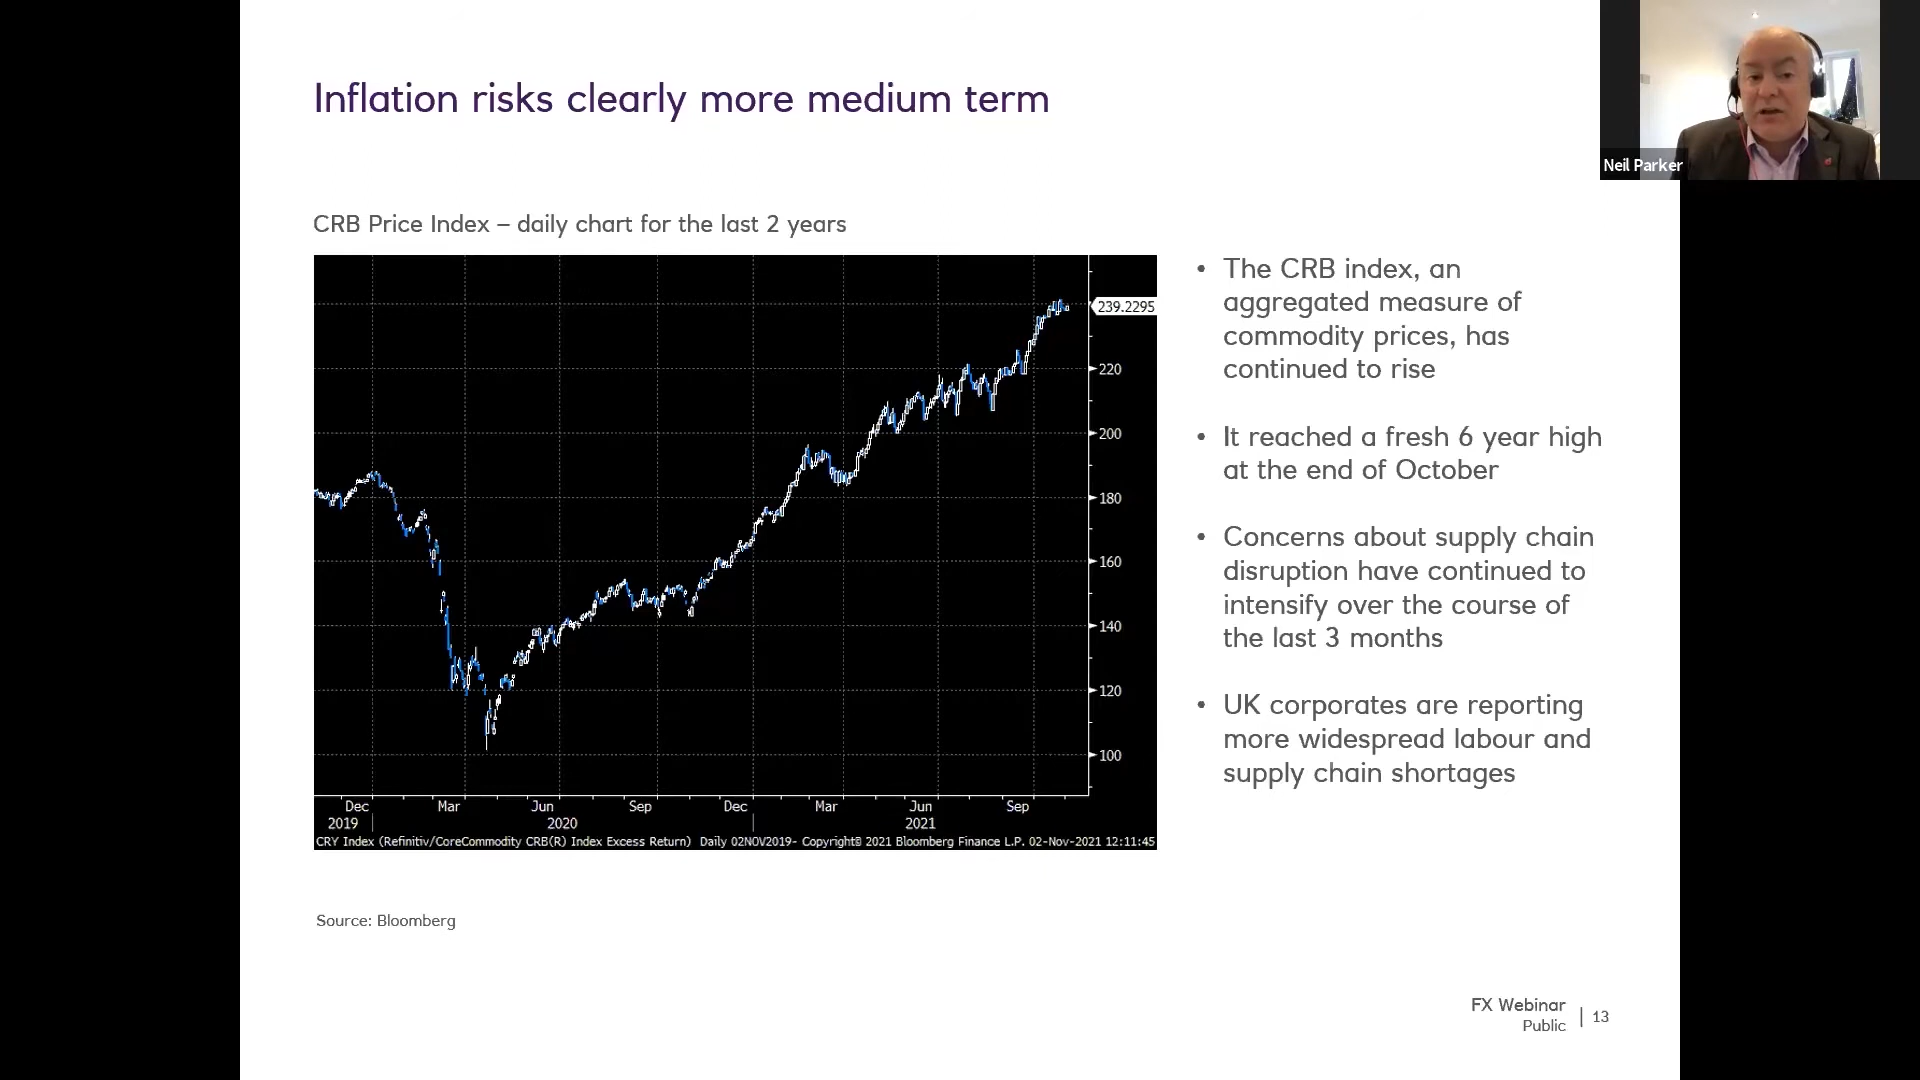 Inflation risks clearly more medium term
Neil Parker
CRB Price Index – daily chart for the last 2 years
239.2295
220
200
180
160
140
120
100
Dec Mar Jun Sep Dec Mar Jun Sep
2019 2020 2021
CRY Index (Refinitiv/CoreCommodity CRB(R) Index Excess Return) Daily 02NOV2019- Copyright© 2021 Bloomberg Finance L.P. 02-Nov-2021 12:11:45
• The CRB index, an
aggregated measure of
commodity prices, has
continued to rise
• It reached a fresh 6 year high
at the end of October
• Concerns about supply chain
disruption have continued to
intensify over the course of
the last 3 months
• UK corporates are reporting
more widespread labour and
supply chain shortages
Source: Bloomberg
FX Webinar
Public | 13